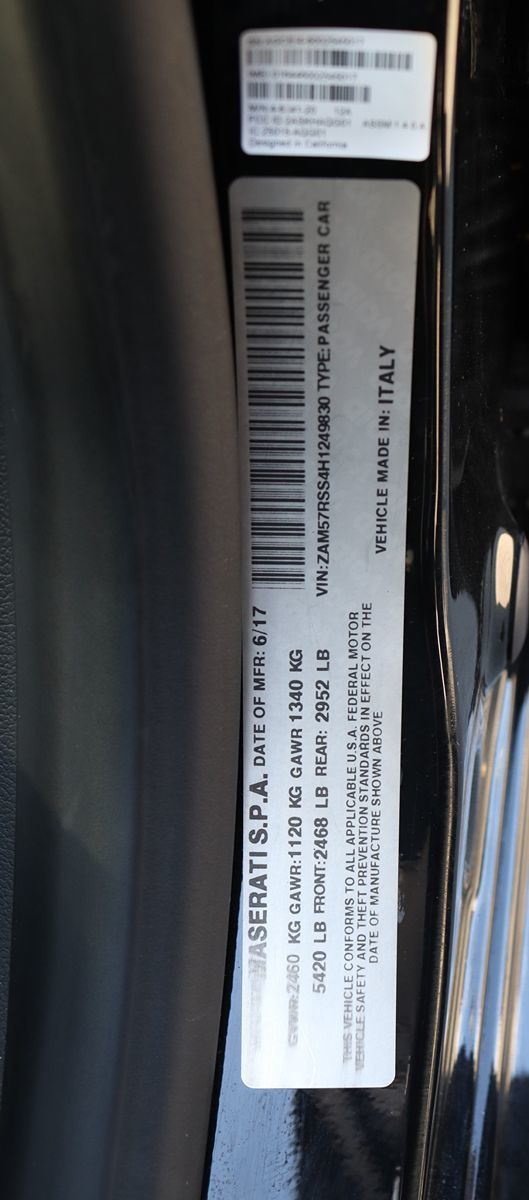 Designed in California
MASERATI S.P.A. DATE OF MFR: 6/17
GVWR:2460 KG GAWR:1120 KG GAWR 1340 KG
5420 LB FRONT:2468 LB REAR: 2952 LB
THIS VEHICLE CONFORMS TO ALL APPLICABLE U.S.A. FEDERAL MOTOR
VEHICLE SAFETY AND THEFT PREVENTION STANDARDS IN EFFECT ON THE
DATE OF MANUFACTURE SHOWN ABOVE
VIN:ZAM57RSS4H1249830 TYPE:PASSENGER CAR
VEHICLE MADE IN: ITALY